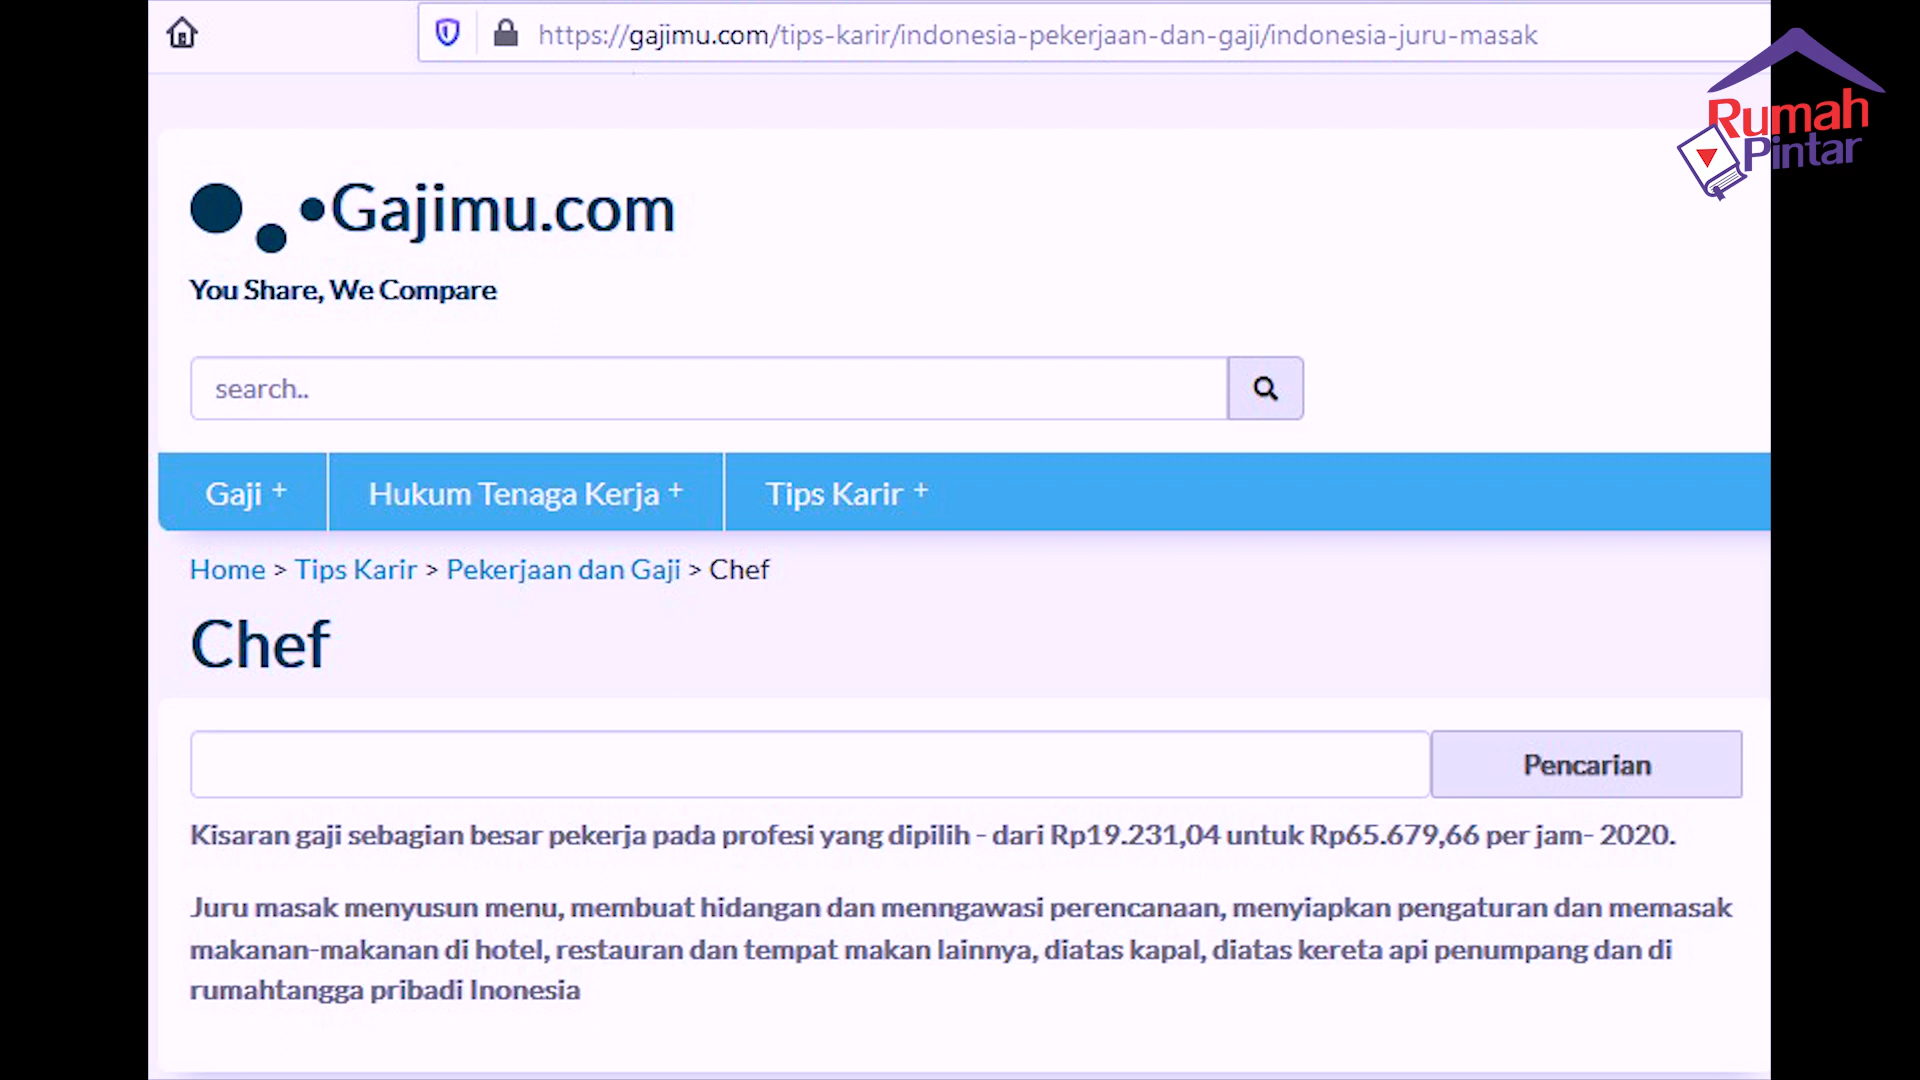 https://gajimu.com/tips-karir/indonesia-pekerjaan-dan-gaji/indonesia-juru-masak
Rumah
Pintar
Gajimu.com
You Share, We Compare
search..
Gaji +
Hukum Tenaga Kerja +
Tips Karir +
Home > Tips Karir > Pekerjaan dan Gaji > Chef
Chef
Pencarian
Kisaran gaji sebagian besar pekerja pada profesi yang dipilih - dari Rp19.231,04 untuk Rp65.679,66 per jam- 2020.
Juru masak menyusun menu, membuat hidangan dan menngawasi perencanaan, menyiapkan pengaturan dan memasak
makanan-makanan di hotel, restauran dan tempat makan lainnya, diatas kapal, diatas kereta api penumpang dan di
rumahtangga pribadi Inonesia